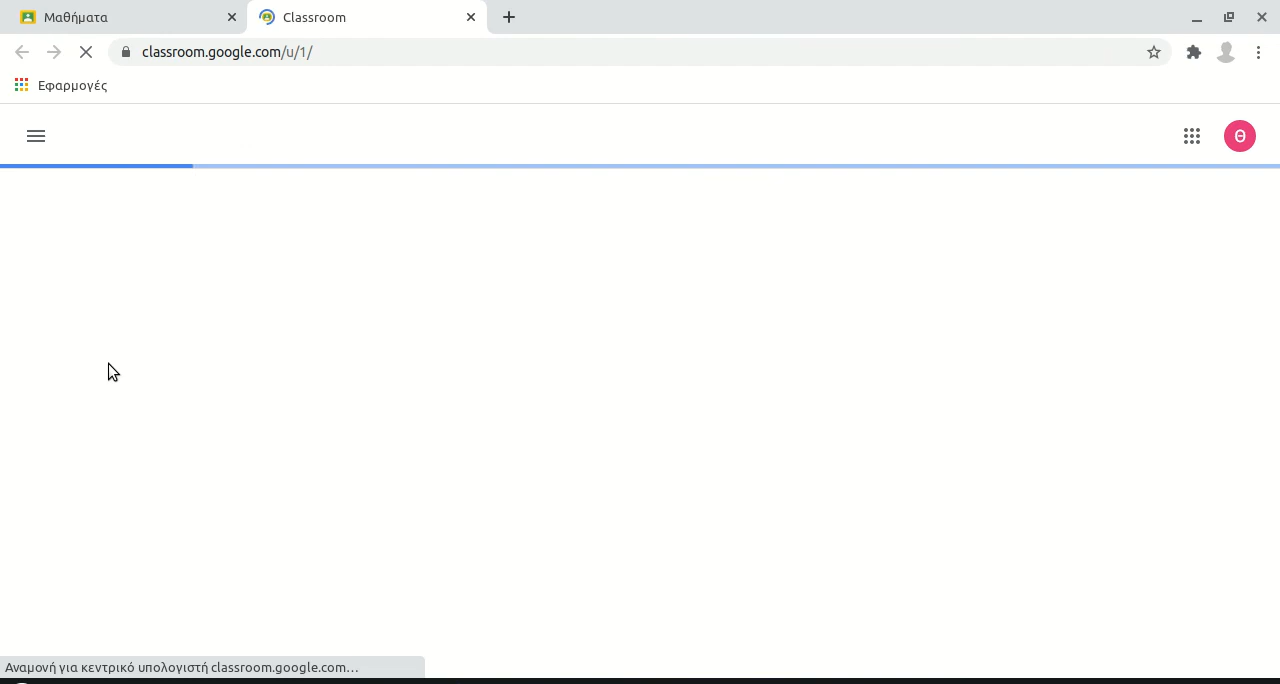 Μαθήματα
Classroom
classroom.google.com/u/1/
Εφαρμογές
Θ
Αναμονή για κεντρικό υπολογιστή classroom.google.com…